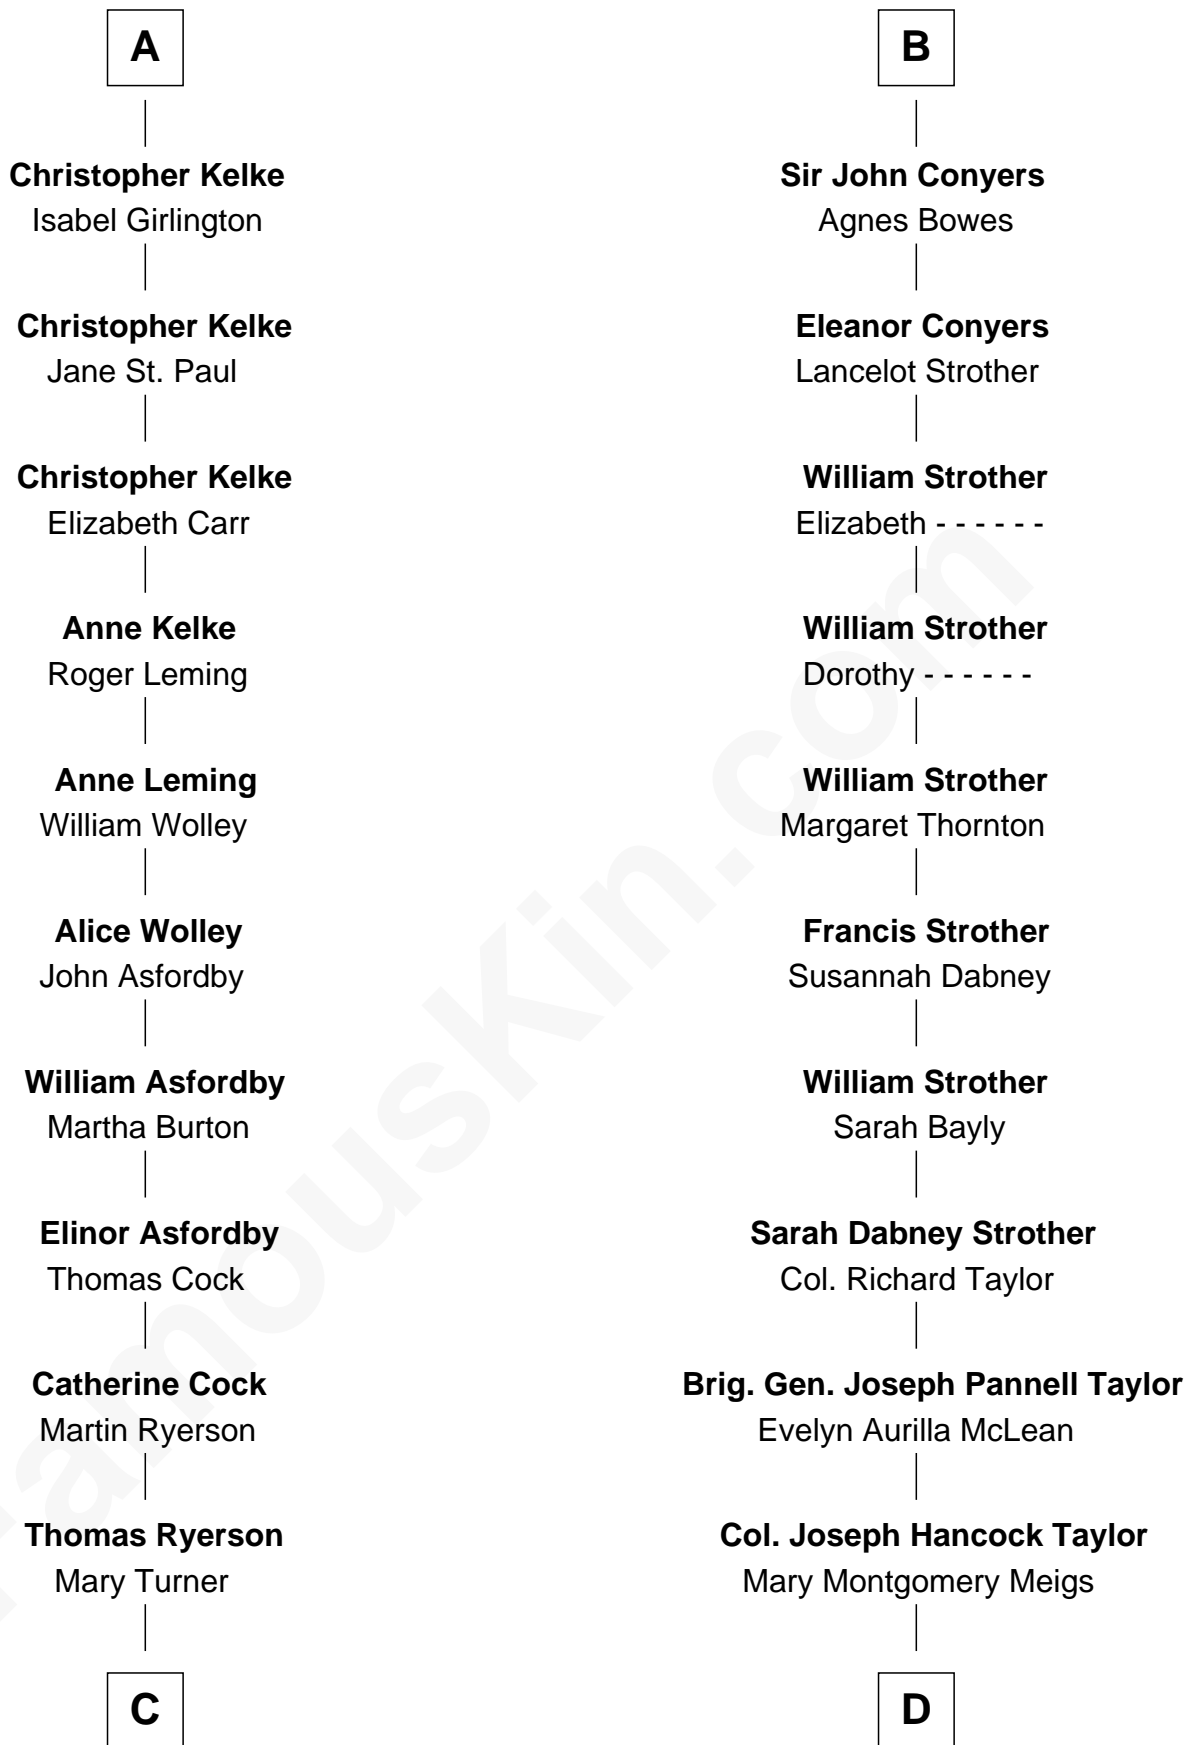 A
Christopher Kelke
Isabel Girlington
Christopher Kelke
Jane St. Paul
Christopher Kelke
Elizabeth Carr
Anne Kelke
Roger Leming
Anne Leming
William Wolley
Alice Wolley
John Asfordby
William Asfordby
Martha Burton
Elinor Asfordby
Thomas Cock
Catherine Cock
Martin Ryerson
Thomas Ryerson
Mary Turner
C
B
Sir John Conyers
Agnes Bowes
Eleanor Conyers
Lancelot Strother
William Strother
Elizabeth - - - - - -
William Strother
Dorothy - - - - - -
William Strother
Margaret Thornton
Francis Strother
Susannah Dabney
William Strother
Sarah Bayly
Sarah Dabney Strother
Col. Richard Taylor
Brig. Gen. Joseph Pannell Taylor
Evelyn Aurilla McLean
Col. Joseph Hancock Taylor
Mary Montgomery Meigs
D
FamousKin.com